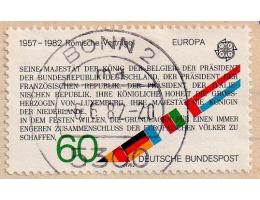 1957-1982 Römische Verträge EUROPA
SEINE MAJESTÄT DER KÖNIG DER BELGIER, DER PRÄSIDENT
DER BUNDESREPUBLIK DEUTSCHLAND, DER PRÄSIDENT DER
FRANZÖSISCHEN REPUBLIK, DER PRÄSIDENT DER ITALIE-
NISCHEN REPUBLIK, IHRE KÖNIGLICHE HOHEIT DIE GROSS-
HERZOGIN VON LUXEMBURG, IHRE MAJESTÄT DIE KÖNIGIN
DER NIEDERLANDE
IN DEM FESTEN WILLEN, DIE GRUNDLAGEN FÜR EINEN IMMER
ENGEREN ZUSAMMENSCHLUSS DER EUROPÄISCHEN VÖLKER ZU
SCHAFFEN,
60 DEUTSCHE BUNDESPOST
BONN 2